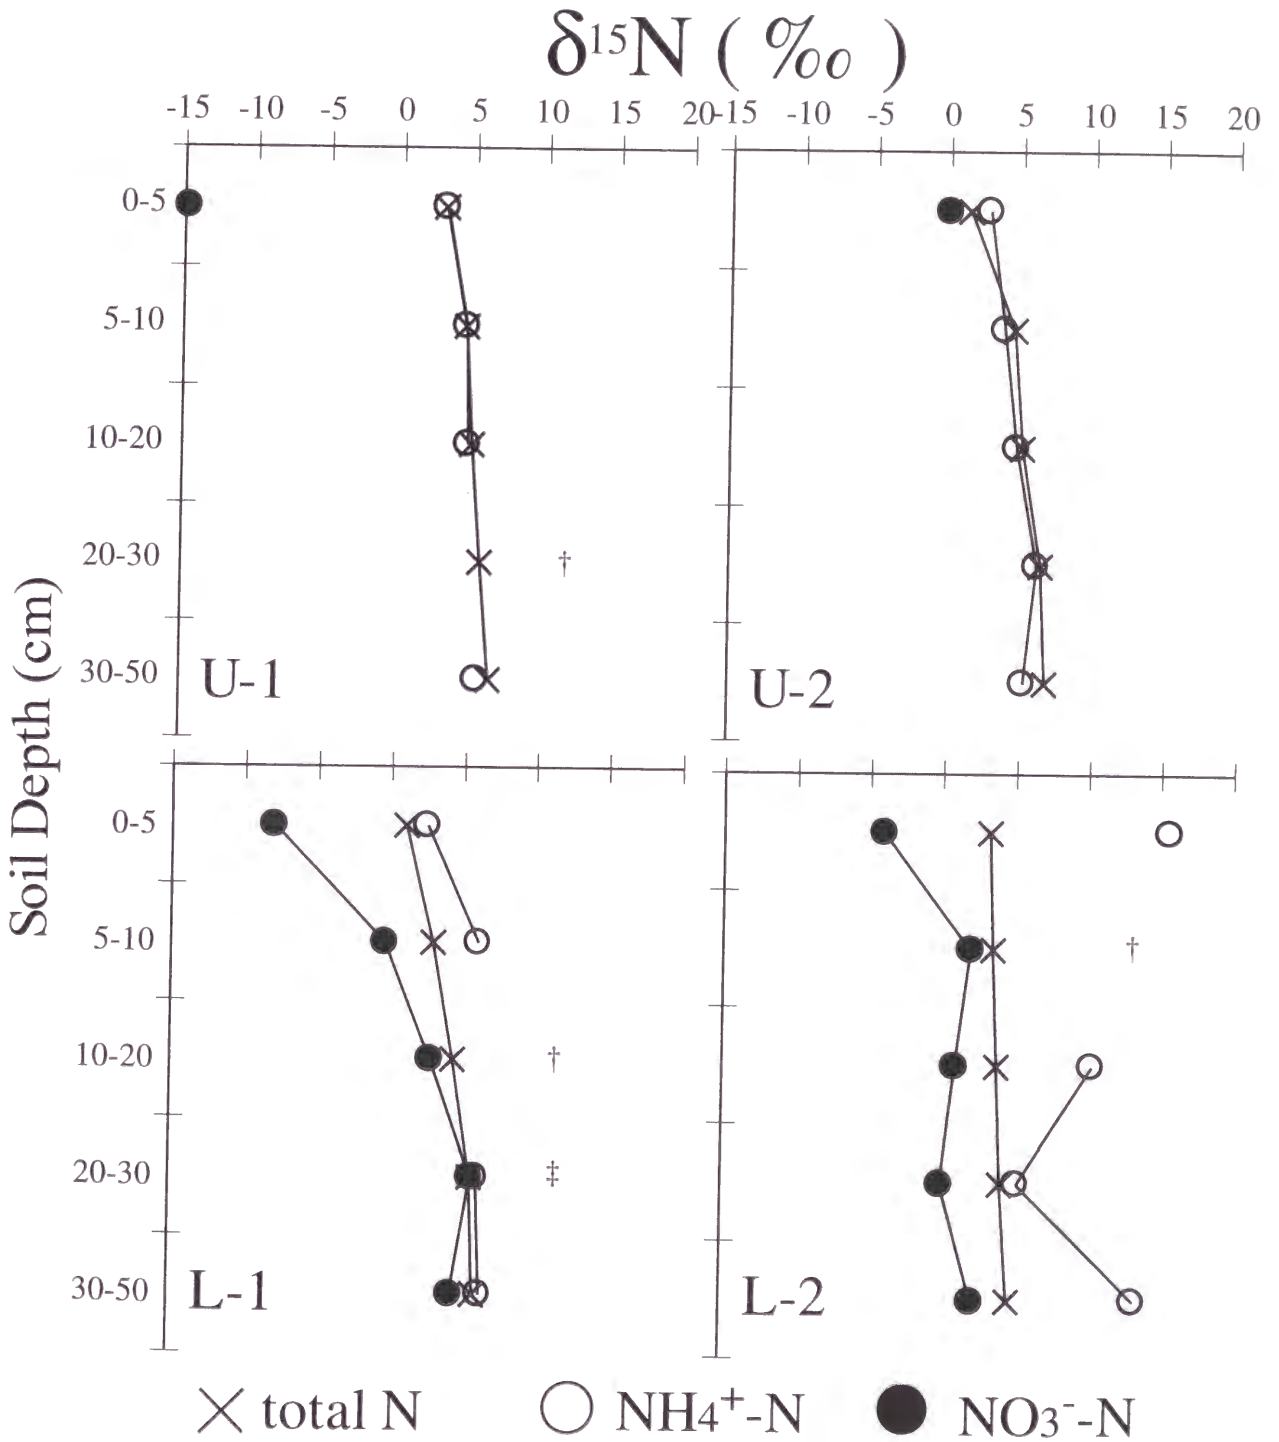 δ15N ( ‰ )
-15 -10 -5 0 5 10 15 20 -15 -10 -5 0 5 10 15 20
Soil Depth (cm)
0-5
5-10
10-20
20-30 †
30-50 U-1 U-2
0-5
5-10 †
10-20 †
20-30 ‡
30-50 L-1 L-2
total N NH4+-N NO3--N